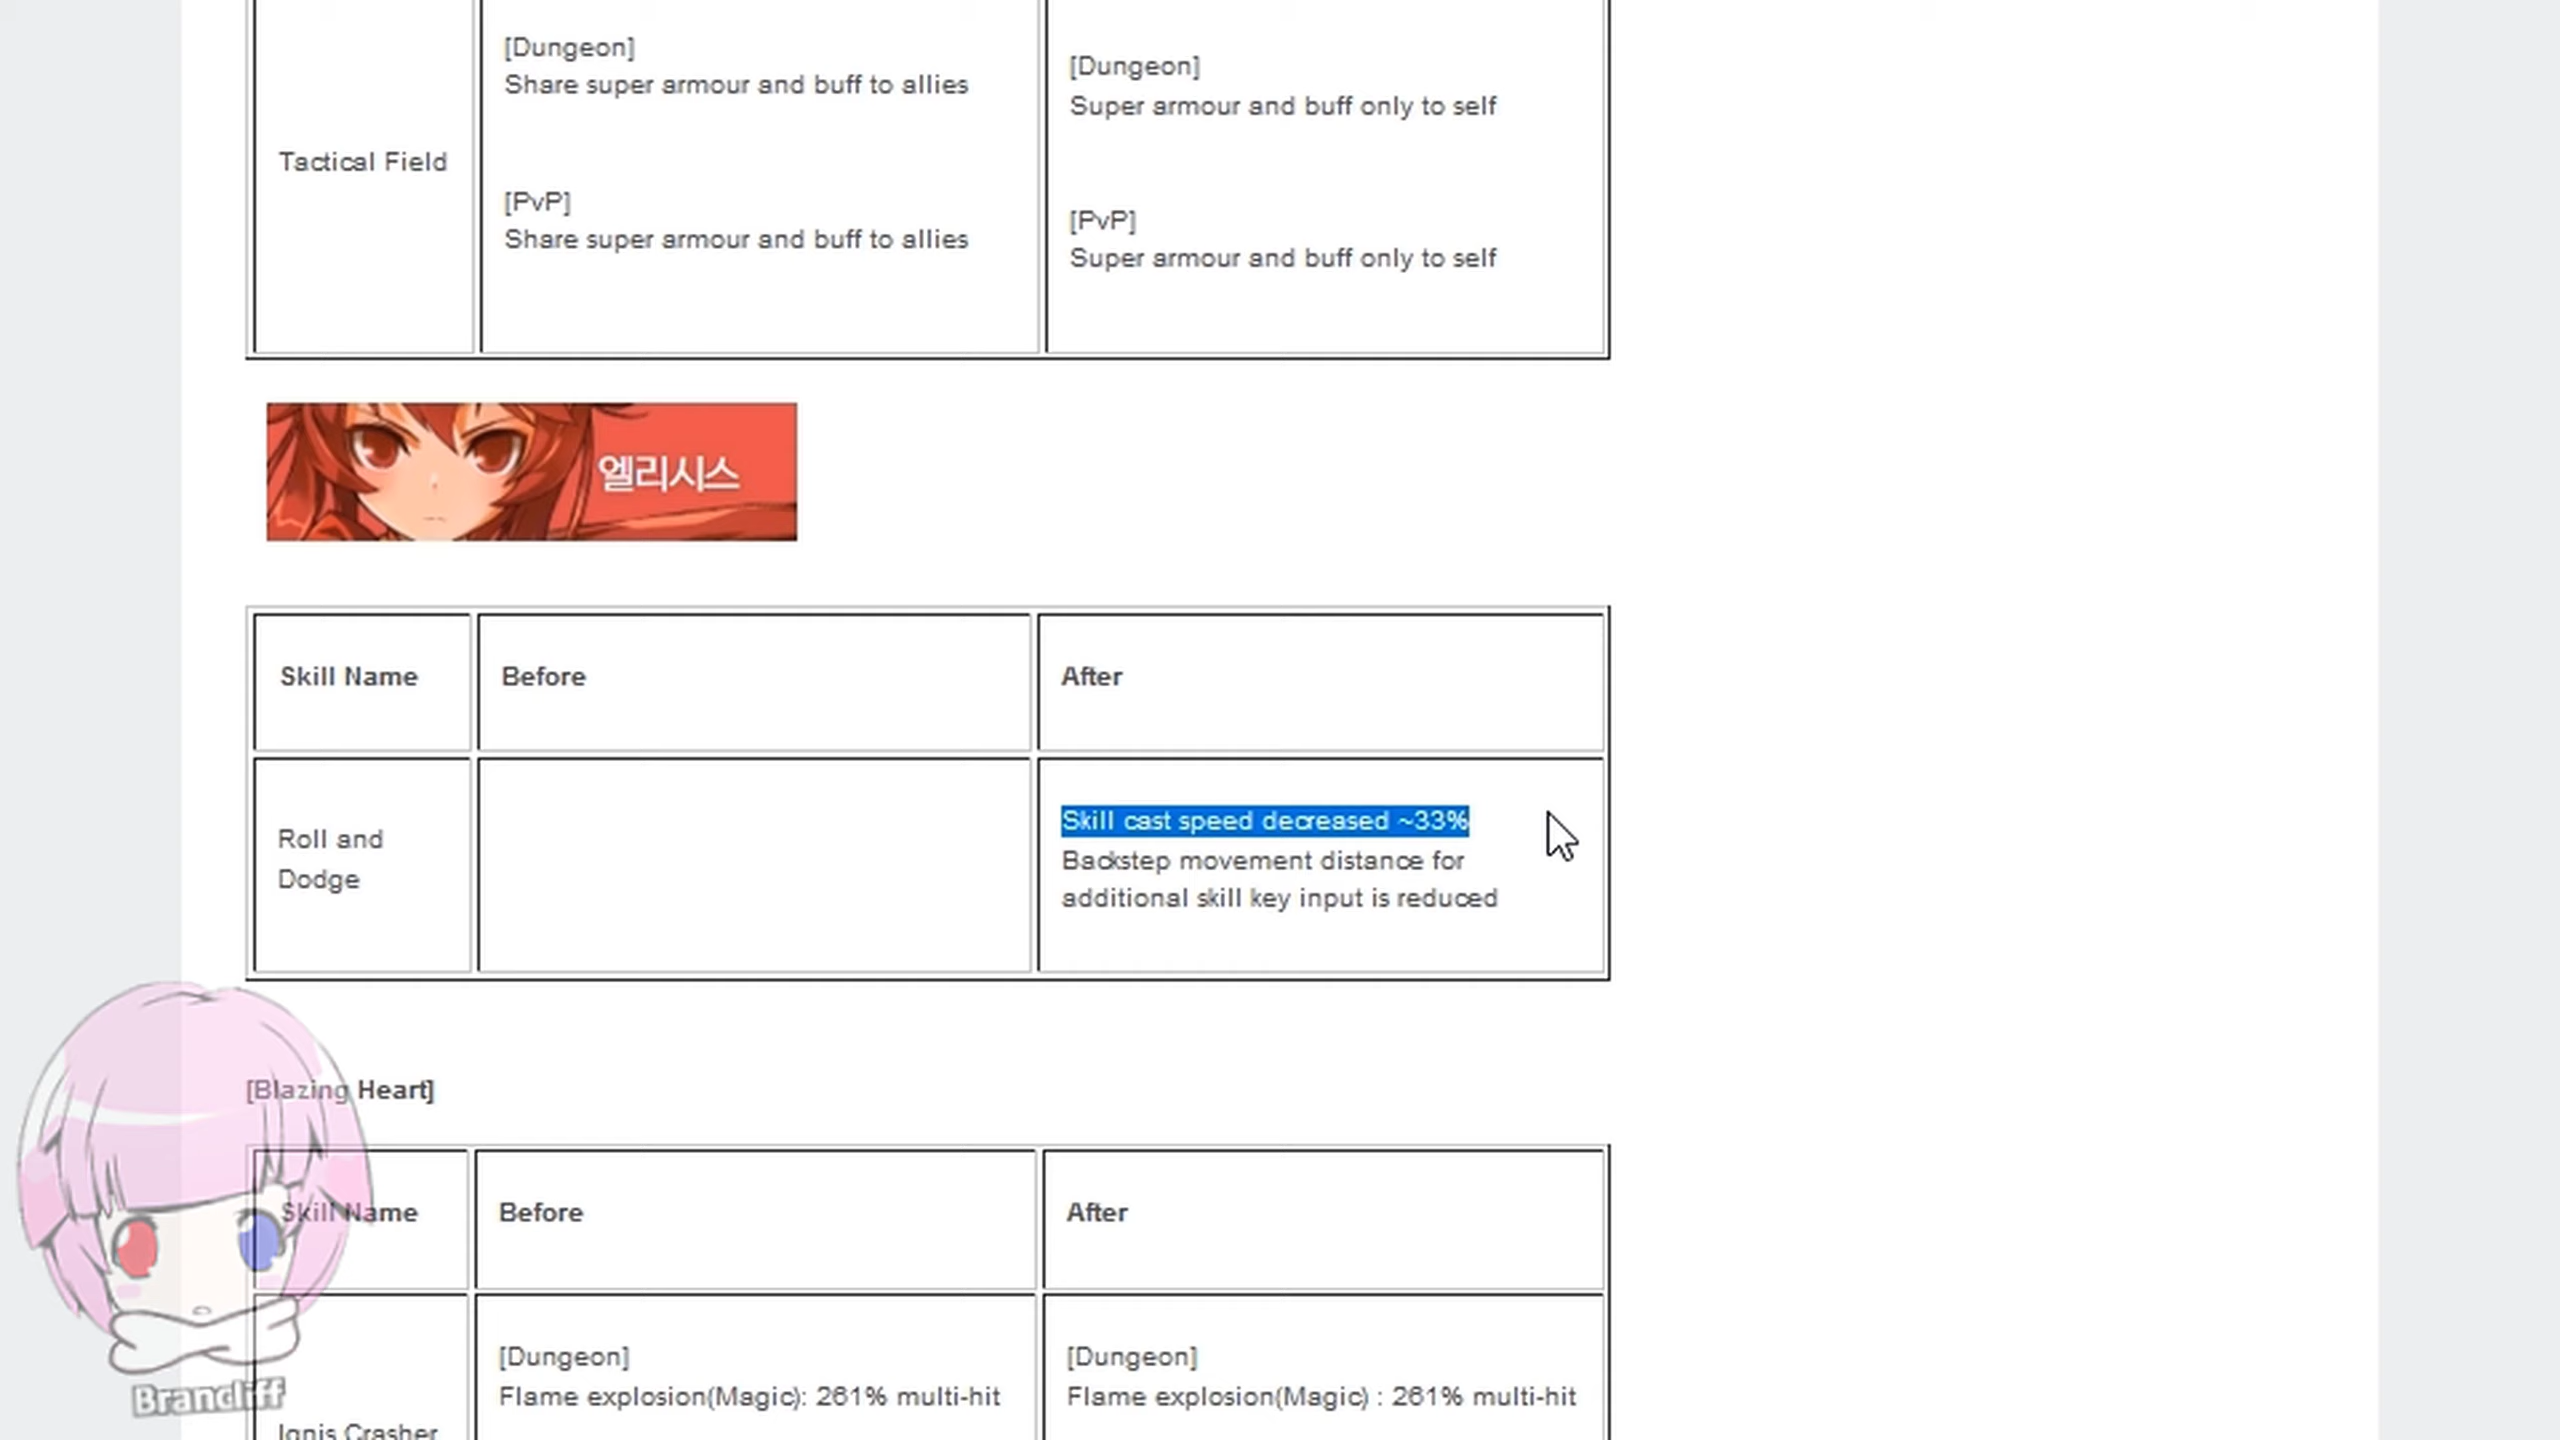 [Dungeon]
Share super armour and buff to allies
[Dungeon]
Super armour and buff only to self
Tactical Field
[PvP]
Share super armour and buff to allies
[PvP]
Super armour and buff only to self
엘리시스
Skill Name
Before
After
Roll and
Dodge
Skill cast speed decreased ~33%
Backstep movement distance for
additional skill key input is reduced
[Blazing Heart]
Skill Name
Before
After
Ignis Crasher
[Dungeon]
Flame explosion(Magic): 261% multi-hit
[Dungeon]
Flame explosion(Magic) : 261% multi-hit
Brancliff